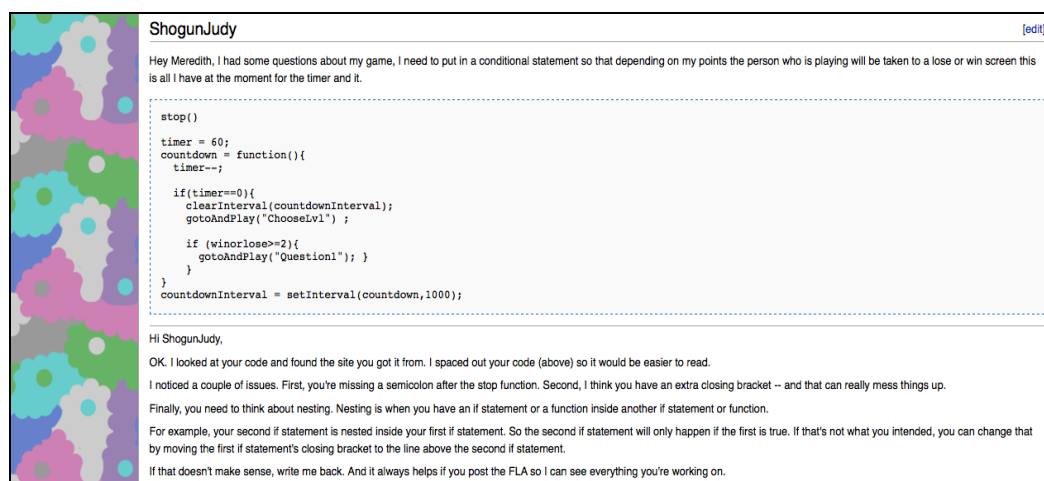 ShogunJudy [edit]
Hey Meredith, I had some questions about my game, I need to put in a conditional statement so that depending on my points the person who is playing will be taken to a lose or win screen this
is all I have at the moment for the timer and it.
stop()
timer = 60;
countdown = function(){
timer--;
if(timer==0){
clearInterval(countdownInterval);
gotoAndPlay("ChooseLvl") ;
if (winorlose>=2){
gotoAndPlay("Question1"); }
}
}
countdownInterval = setInterval(countdown,1000);
Hi ShogunJudy,
OK. I looked at your code and found the site you got it from. I spaced out your code (above) so it would be easier to read.
I noticed a couple of issues. First, you're missing a semicolon after the stop function. Second, I think you have an extra closing bracket -- and that can really mess things up.
Finally, you need to think about nesting. Nesting is when you have an if statement or a function inside another if statement or function.
For example, your second if statement is nested inside your first if statement. So the second if statement will only happen if the first is true. If that's not what you intended, you can change that
by moving the first if statement's closing bracket to the line above the second if statement.
If that doesn't make sense, write me back. And it always helps if you post the FLA so I can see everything you're working on.